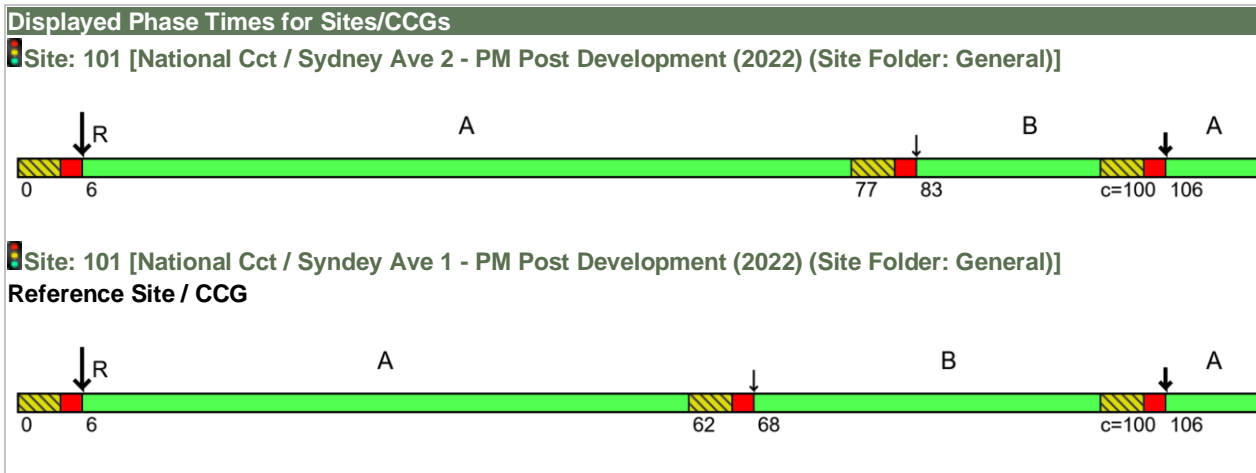 Displayed Phase Times for Sites/CCGs
Site: 101 [National Cct / Sydney Ave 2 - PM Post Development (2022) (Site Folder: General)]
R A B A
0 6 77 83 c=100 106
Site: 101 [National Cct / Syndey Ave 1 - PM Post Development (2022) (Site Folder: General)]
Reference Site / CCG
R A B A
0 6 62 68 c=100 106